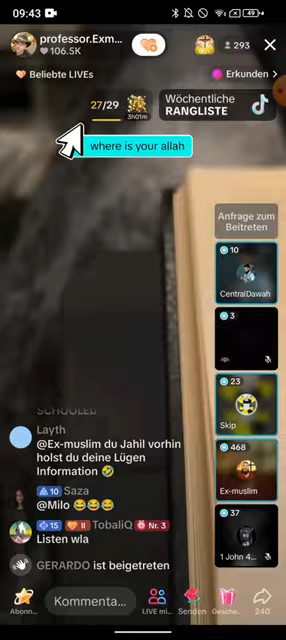 09:43
49
professor.Exm...
106.5K
293
Beliebte LIVEs
Erkunden
27/29
3h01m
Wöchentliche
RANGLISTE
where is your allah
Anfrage zum
Beitreten
10
CentralDawah
3
23
Skip
468
Ex-muslim
37
1 John 4...
SCHOOLED
Layth
@Ex-muslim du Jahil vorhin
holst du deine Lügen
Information 🤣
10 Saza
@Milo 😂😂😂
15 II TobaliQ Nr. 3
Listen wla
GERARDO ist beigetreten
Abonn...
Kommenta...
LIVE mi...
Senden
Gesche...
240